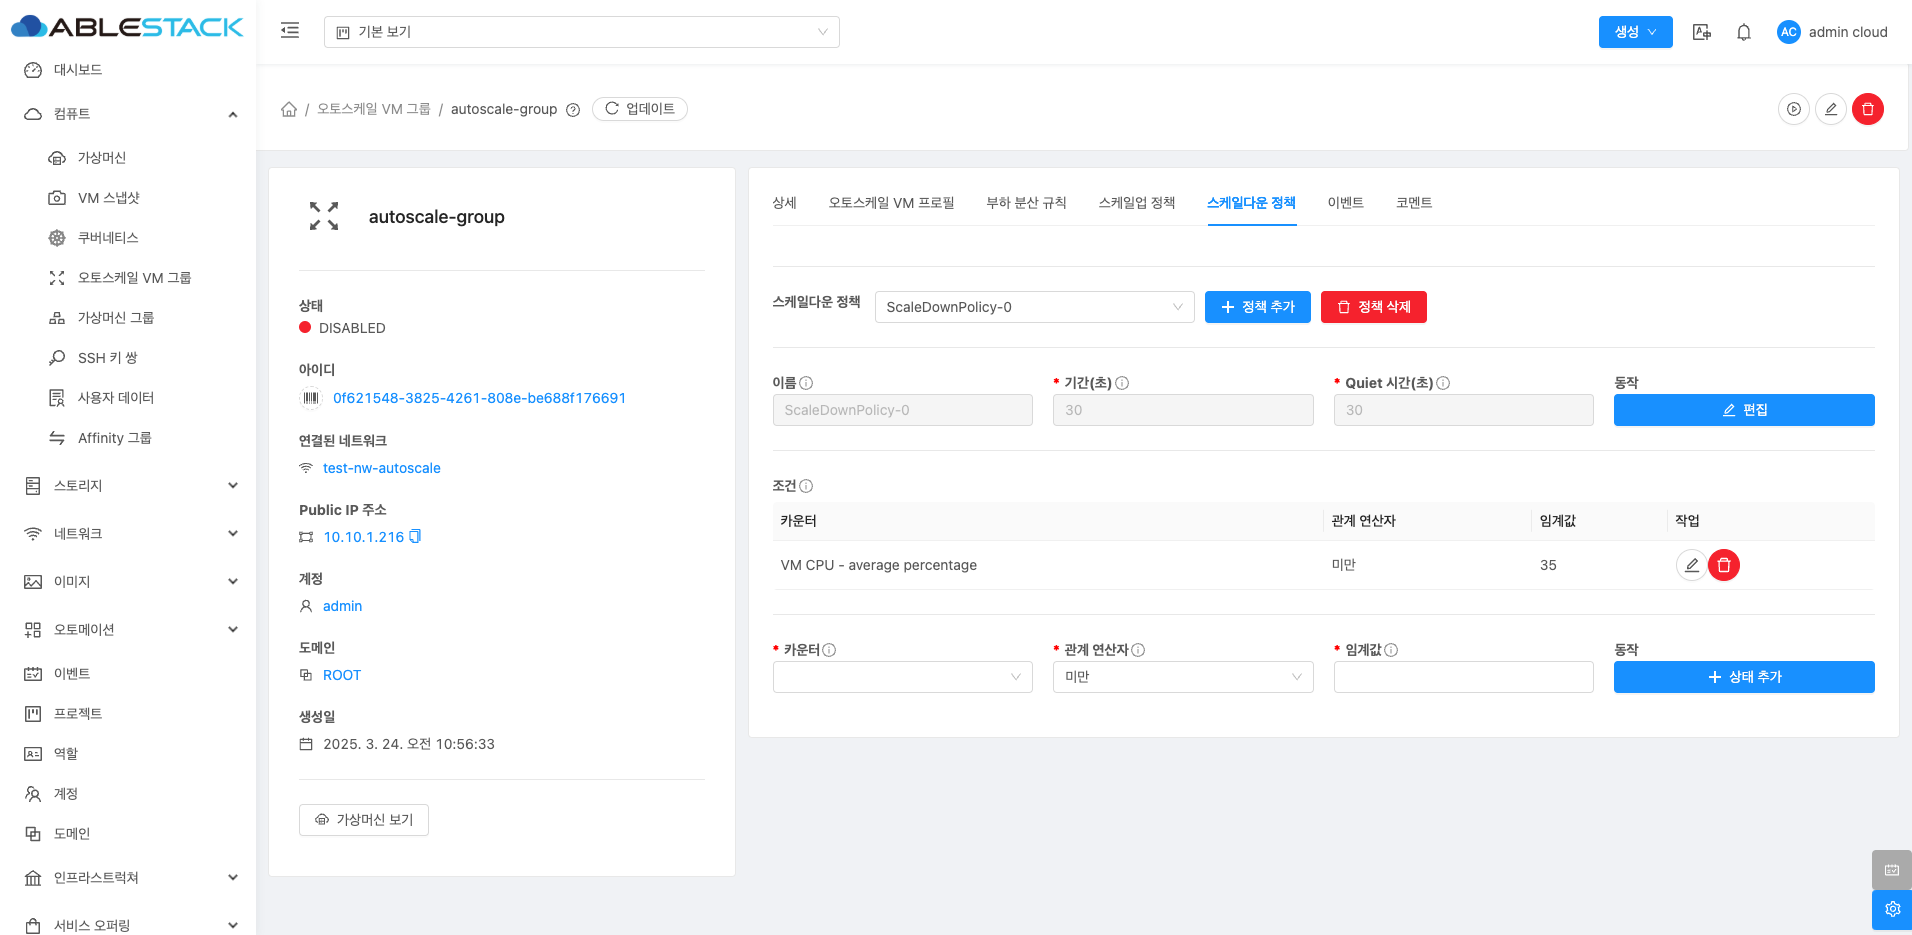 ABLESTACK
기본 보기
생성
AC
admin cloud
대시보드
컴퓨트
가상머신
VM 스냅샷
쿠버네티스
오토스케일 VM 그룹
가상머신 그룹
SSH 키 쌍
사용자 데이터
Affinity 그룹
스토리지
네트워크
이미지
오토메이션
이벤트
프로젝트
역할
계정
도메인
인프라스트럭쳐
서비스 오퍼링
/ 오토스케일 VM 그룹 / autoscale-group
업데이트
autoscale-group
상태
DISABLED
아이디
0f621548-3825-4261-808e-be688f176691
연결된 네트워크
test-nw-autoscale
Public IP 주소
10.10.1.216
계정
admin
도메인
ROOT
생성일
2025. 3. 24. 오전 10:56:33
가상머신 보기
상세 오토스케일 VM 프로필 부하 분산 규칙 스케일업 정책 스케일다운 정책 이벤트 코멘트
스케일다운 정책 ScaleDownPolicy-0 정책 추가 정책 삭제
이름 * 기간(초) * Quiet 시간(초) 동작
ScaleDownPolicy-0 30 30 편집
조건
카운터 관계 연산자 임계값 작업
VM CPU - average percentage 미만 35
* 카운터 * 관계 연산자 * 임계값 동작
미만 상태 추가